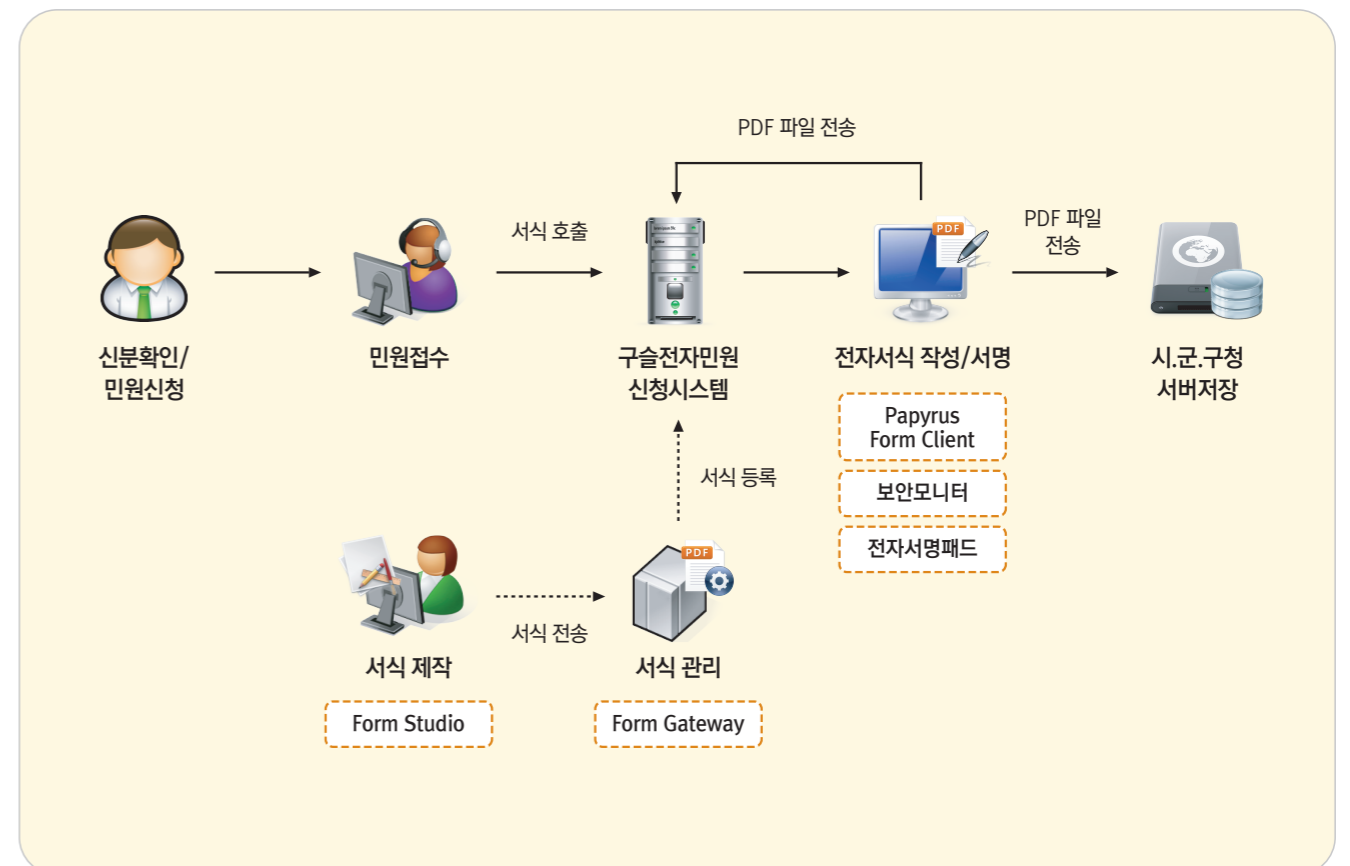 PDF 파일 전송
서식 호출
PDF 파일
전송
PDF
신분확인/
민원신청
민원접수
구슬전자민원
신청시스템
전자서식 작성/서명
시.군.구청
서버저장
Papyrus
Form Client
보안모니터
전자서명패드
서식 등록
PDF
서식 전송
서식 제작
서식 관리
Form Studio
Form Gateway